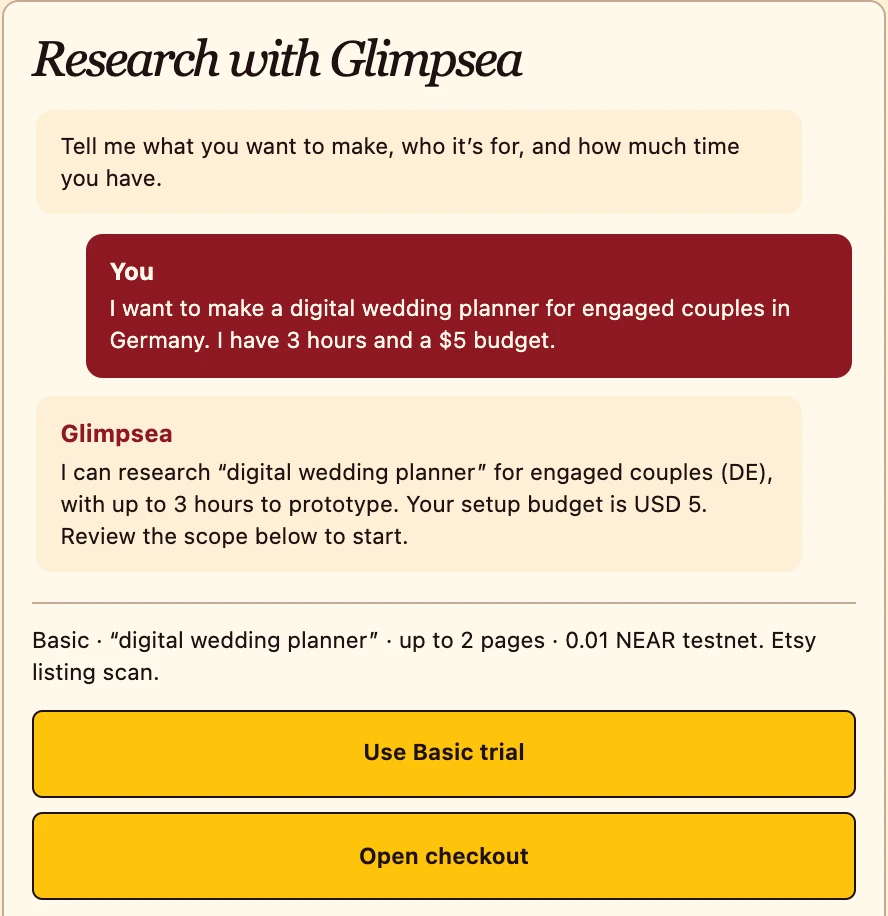 Research with Glimpsea
Tell me what you want to make, who it’s for, and how much time
you have.
You
I want to make a digital wedding planner for engaged couples in
Germany. I have 3 hours and a $5 budget.
Glimpsea
I can research “digital wedding planner” for engaged couples (DE),
with up to 3 hours to prototype. Your setup budget is USD 5.
Review the scope below to start.
Basic · “digital wedding planner” · up to 2 pages · 0.01 NEAR testnet. Etsy
listing scan.
Use Basic trial
Open checkout